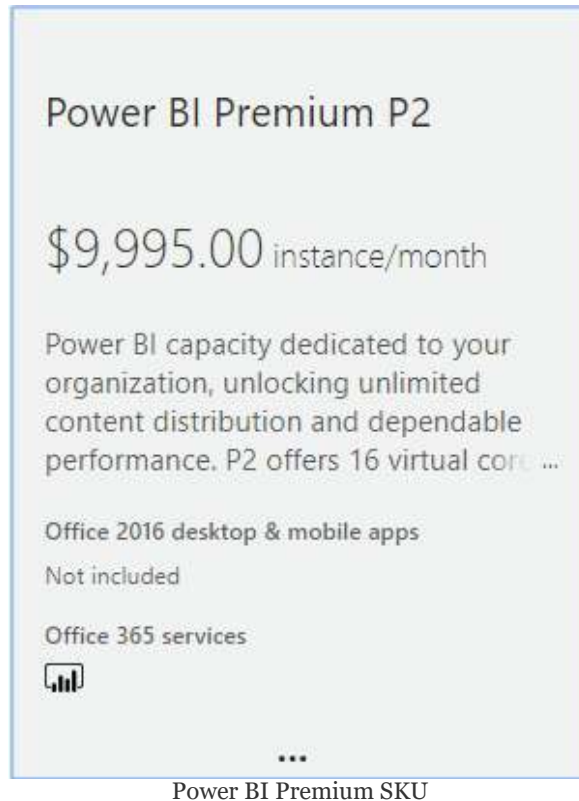 Power BI Premium P2
$9,995.00 instance/month
Power BI capacity dedicated to your
organization, unlocking unlimited
content distribution and dependable
performance. P2 offers 16 virtual core ...
Office 2016 desktop & mobile apps
Not included
Office 365 services
...
Power BI Premium SKU